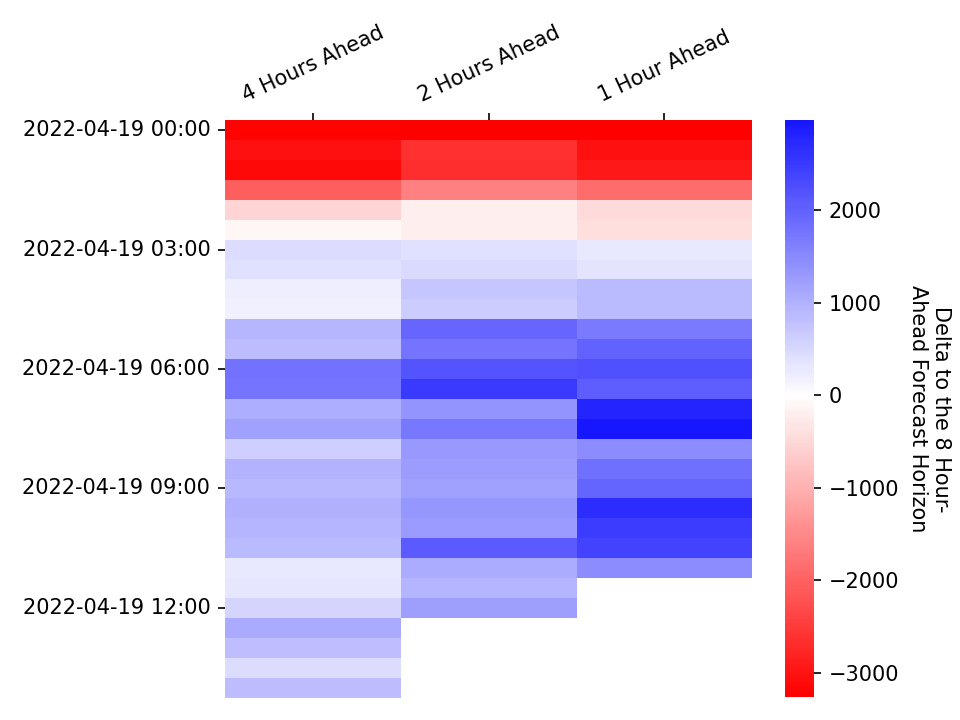 4 Hours Ahead
2 Hours Ahead
1 Hour Ahead
2022-04-19 00:00
2022-04-19 03:00
2022-04-19 06:00
2022-04-19 09:00
2022-04-19 12:00
2000
1000
0
−1000
−2000
−3000
Delta to the 8 Hour-
Ahead Forecast Horizon